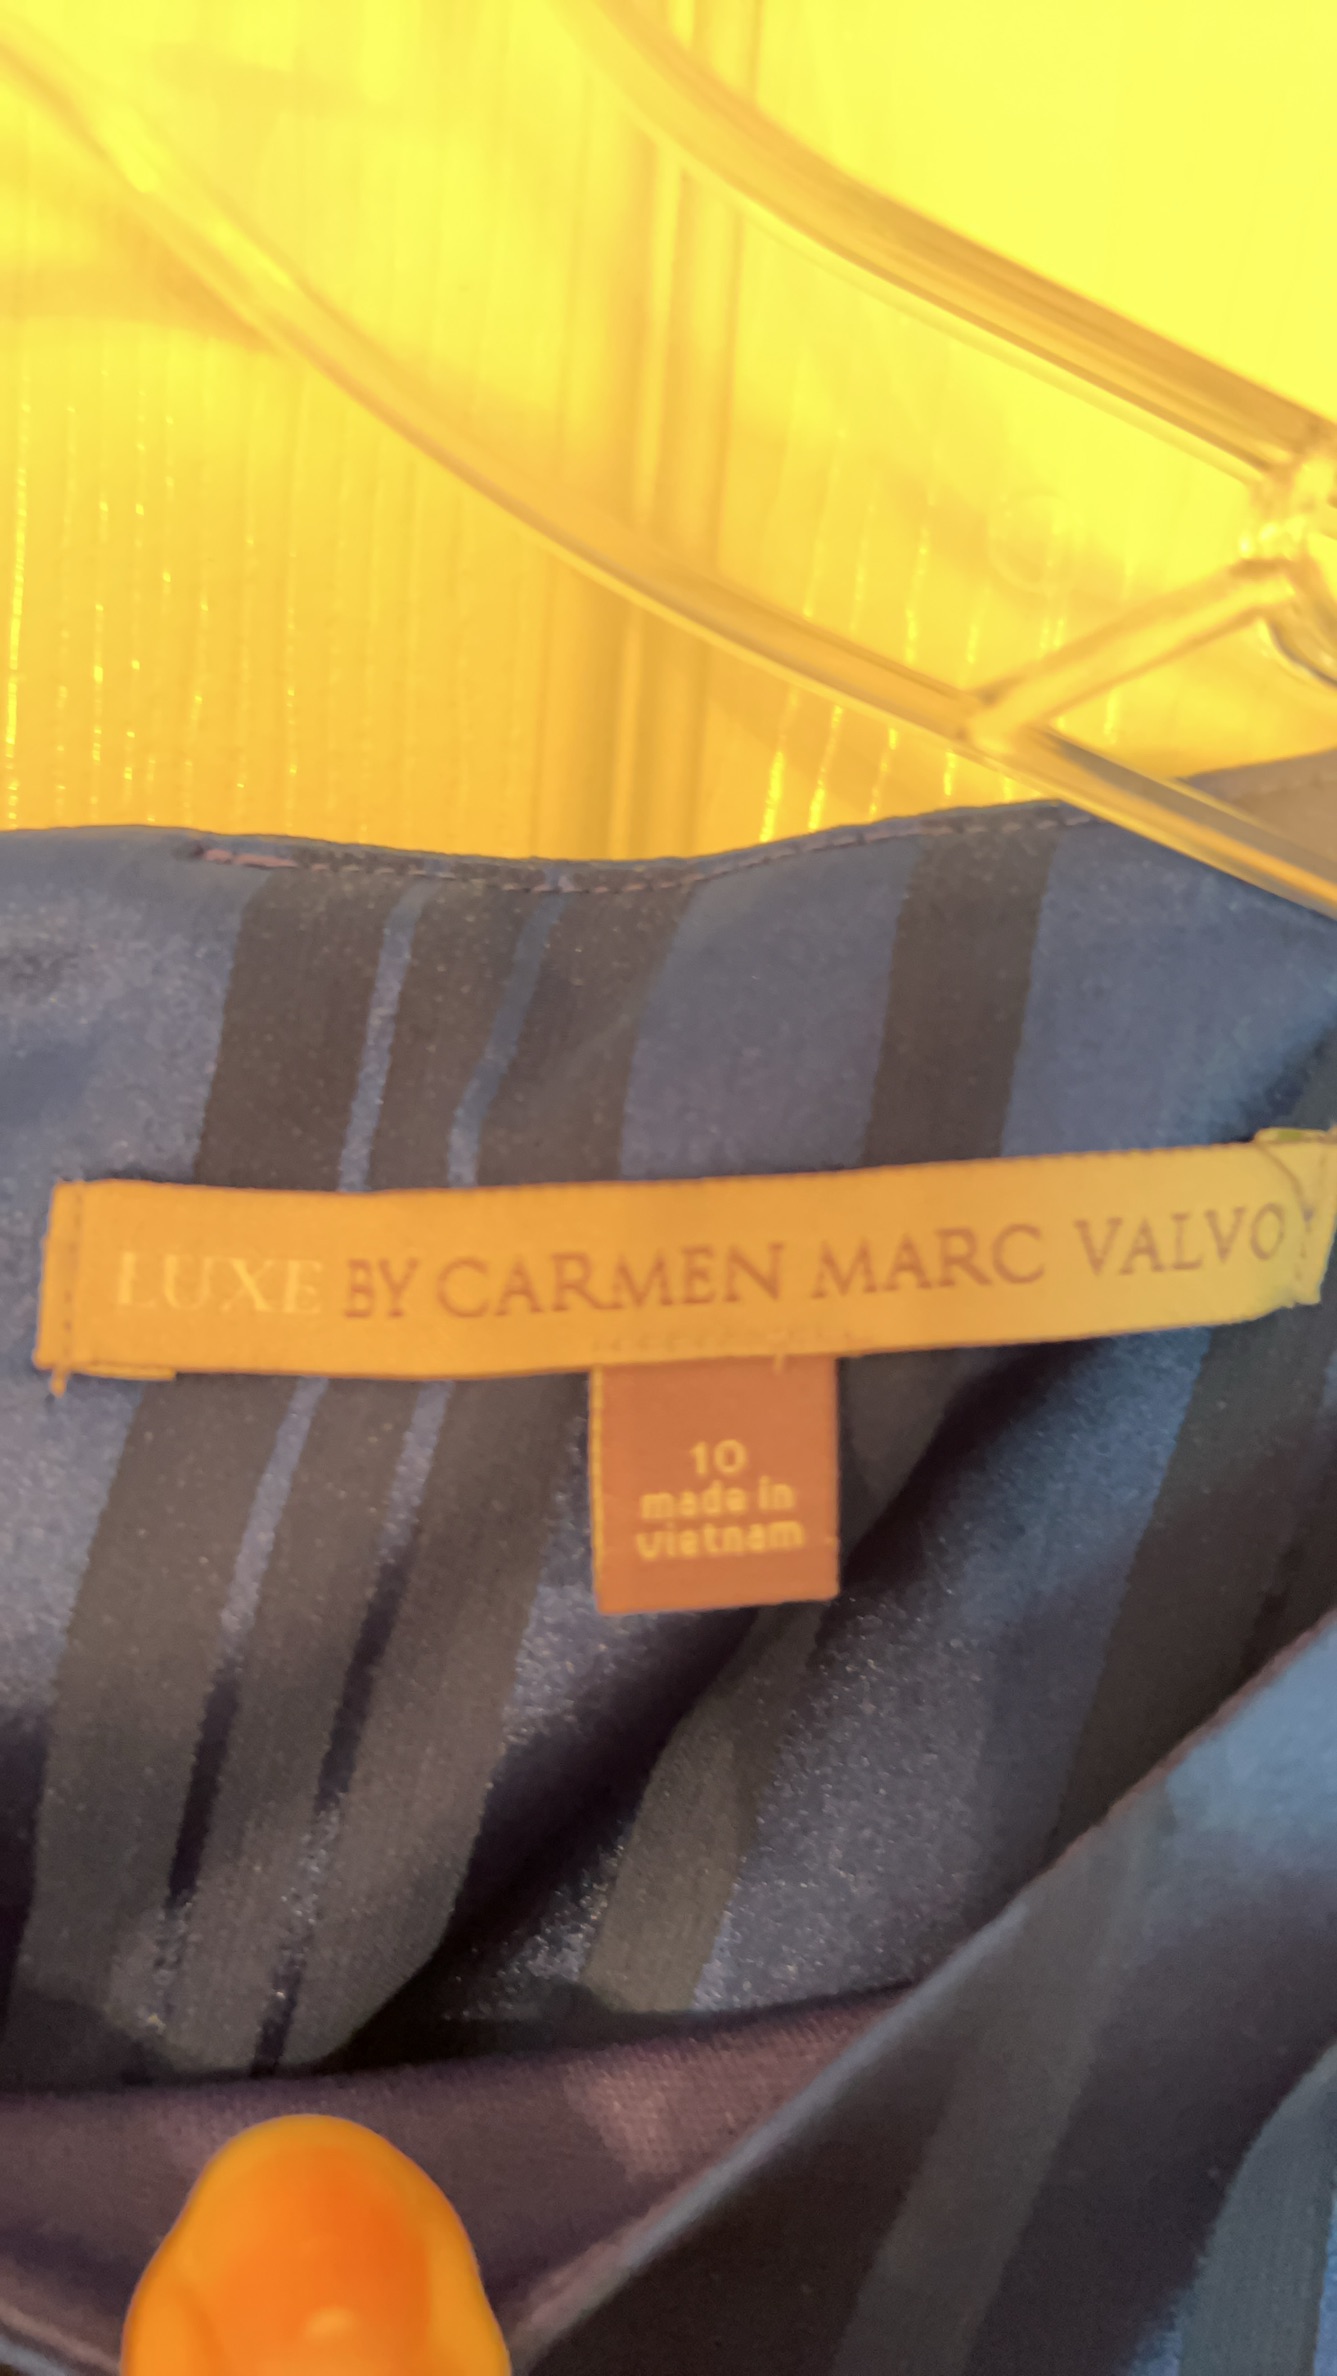 LUXE BY CARMEN MARC VALVO
10
made in
vietnam